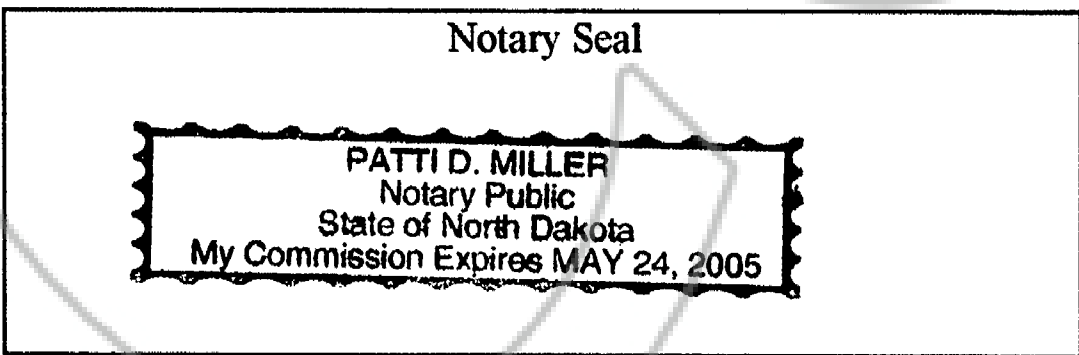 Notary Seal
PATTI D. MILLER
Notary Public
State of North Dakota
My Commission Expires MAY 24, 2005